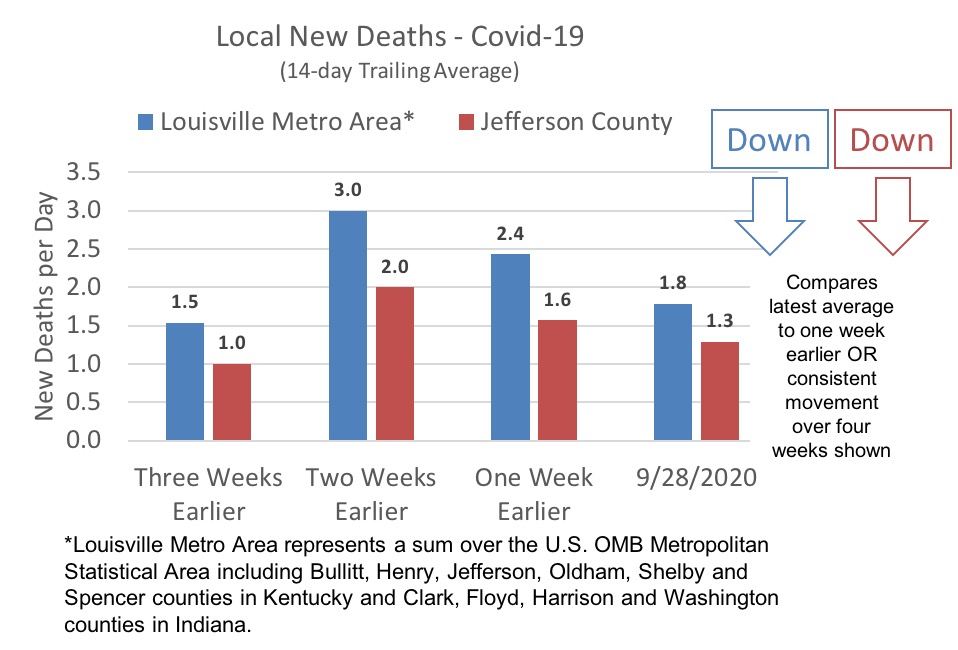 Local New Deaths - Covid-19
(14-day Trailing Average)
Louisville Metro Area* Jefferson County
Down Down
New Deaths per Day
3.5
3.0
2.5
2.0
1.5
1.0
0.5
0.0
1.5
1.0
3.0
2.0
2.4
1.6
1.8
1.3
Three Weeks
Earlier
Two Weeks
Earlier
One Week
Earlier
9/28/2020
Compares
latest average
to one week
earlier OR
consistent
movement
over four
weeks shown
*Louisville Metro Area represents a sum over the U.S. OMB Metropolitan
Statistical Area including Bullitt, Henry, Jefferson, Oldham, Shelby and
Spencer counties in Kentucky and Clark, Floyd, Harrison and Washington
counties in Indiana.